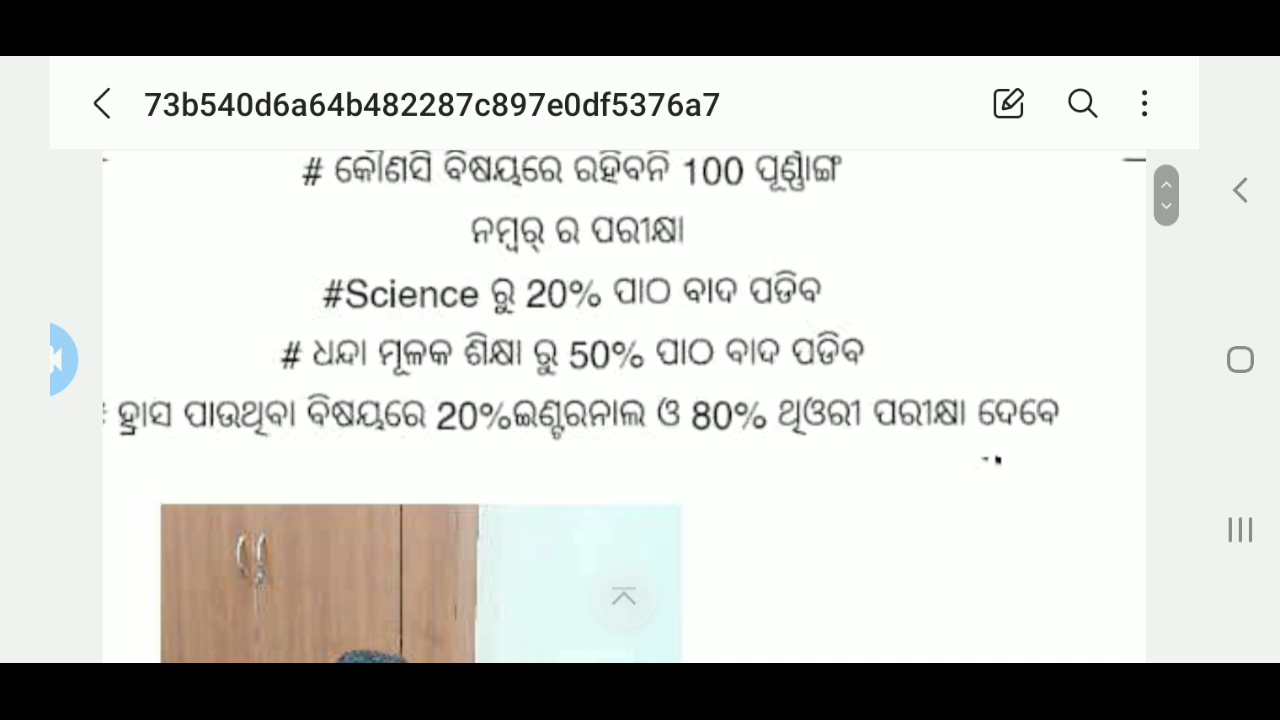 73b540d6a64b482287c897e0df5376a7
# କୌଣସି ବିଷୟରେ ରହିବନି 100 ପୂର୍ଣ୍ଣାଙ୍ଗ
ନମ୍ବର୍ ର ପରୀକ୍ଷା
#Science ରୁ 20% ପାଠ ବାଦ ପଡିବ
# ଧନ୍ଦା ମୂଳକ ଶିକ୍ଷା ରୁ 50% ପାଠ ବାଦ ପଡିବ
ହ୍ରାସ ପାଉଥିବା ବିଷୟରେ 20%ଇଣ୍ଟରନାଲ ଓ 80% ଥିଓରୀ ପରୀକ୍ଷା ଦେବେ